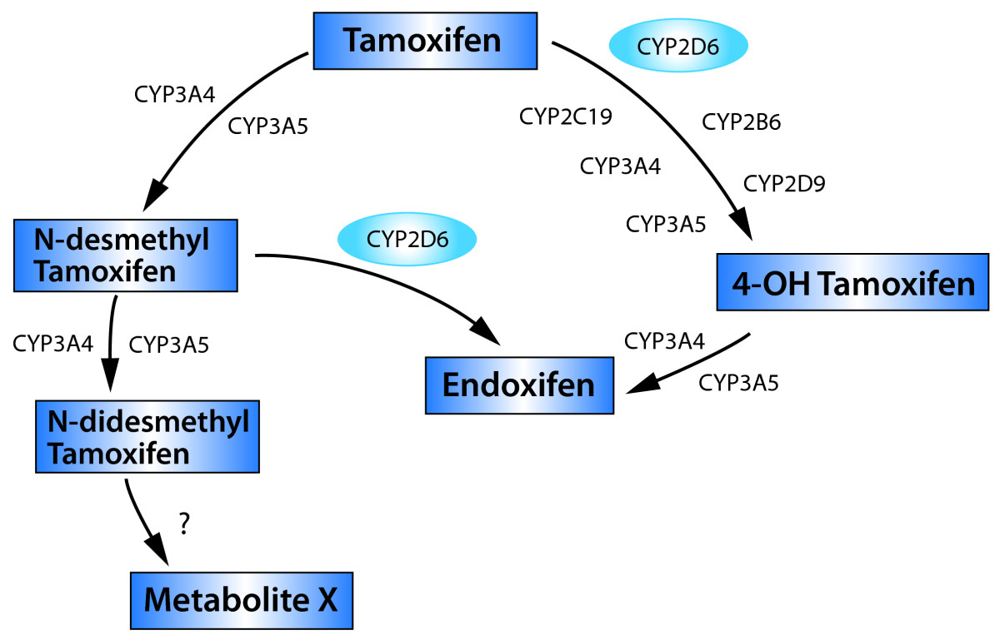 Tamoxifen
CYP2D6
CYP3A4
CYP3A5
CYP2C19
CYP2B6
CYP3A4
CYP2D9
CYP3A5
N-desmethyl
Tamoxifen
CYP2D6
4-OH Tamoxifen
CYP3A4
CYP3A5
CYP3A4
CYP3A5
Endoxifen
N-didesmethyl
Tamoxifen
?
Metabolite X